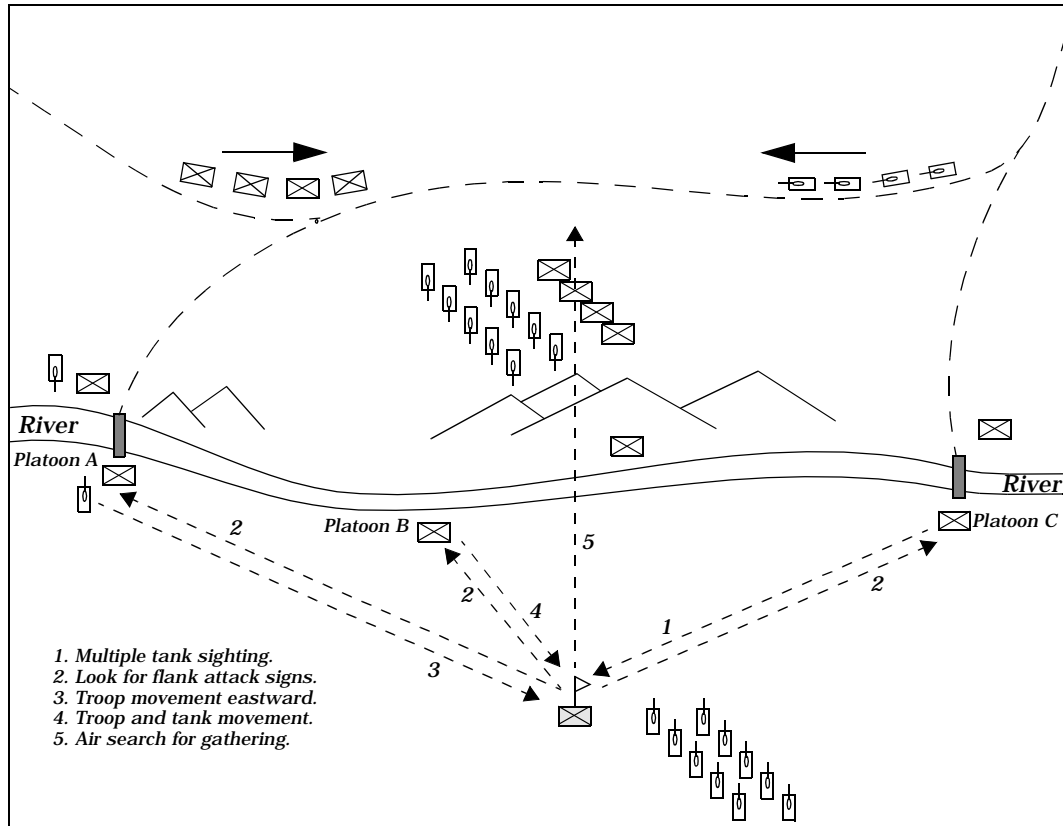 River
Platoon A
River
Platoon B
Platoon C
2
5
2
4
1
2
3
1. Multiple tank sighting.
2. Look for flank attack signs.
3. Troop movement eastward.
4. Troop and tank movement.
5. Air search for gathering.